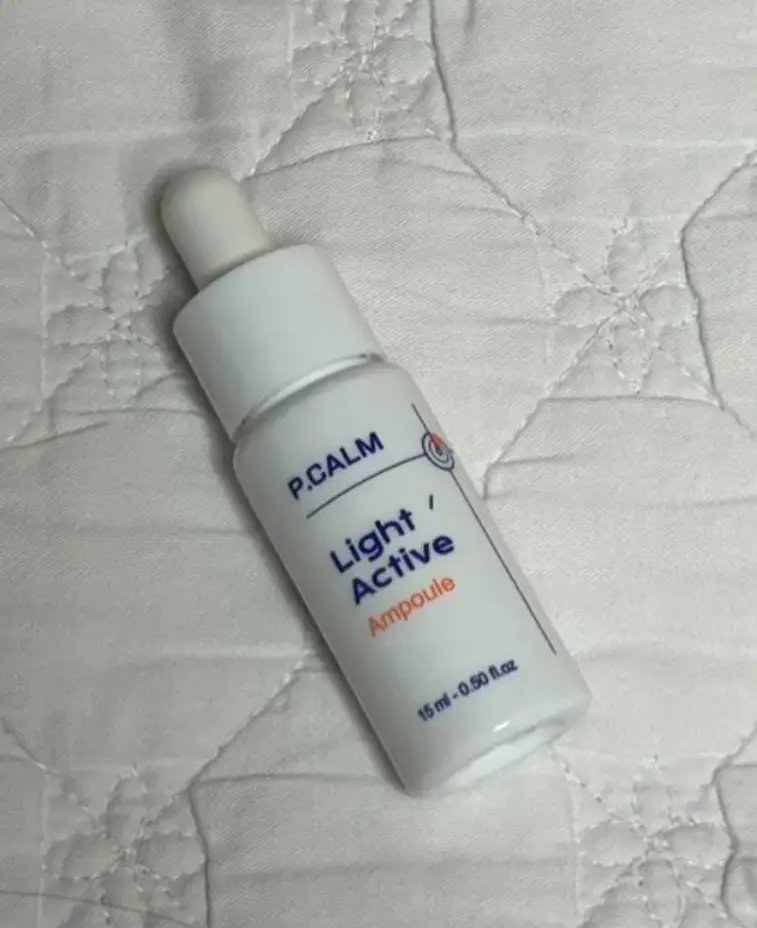 P.CALM
Light
Active
Ampoule
15 ml - 0.50 fl.oz